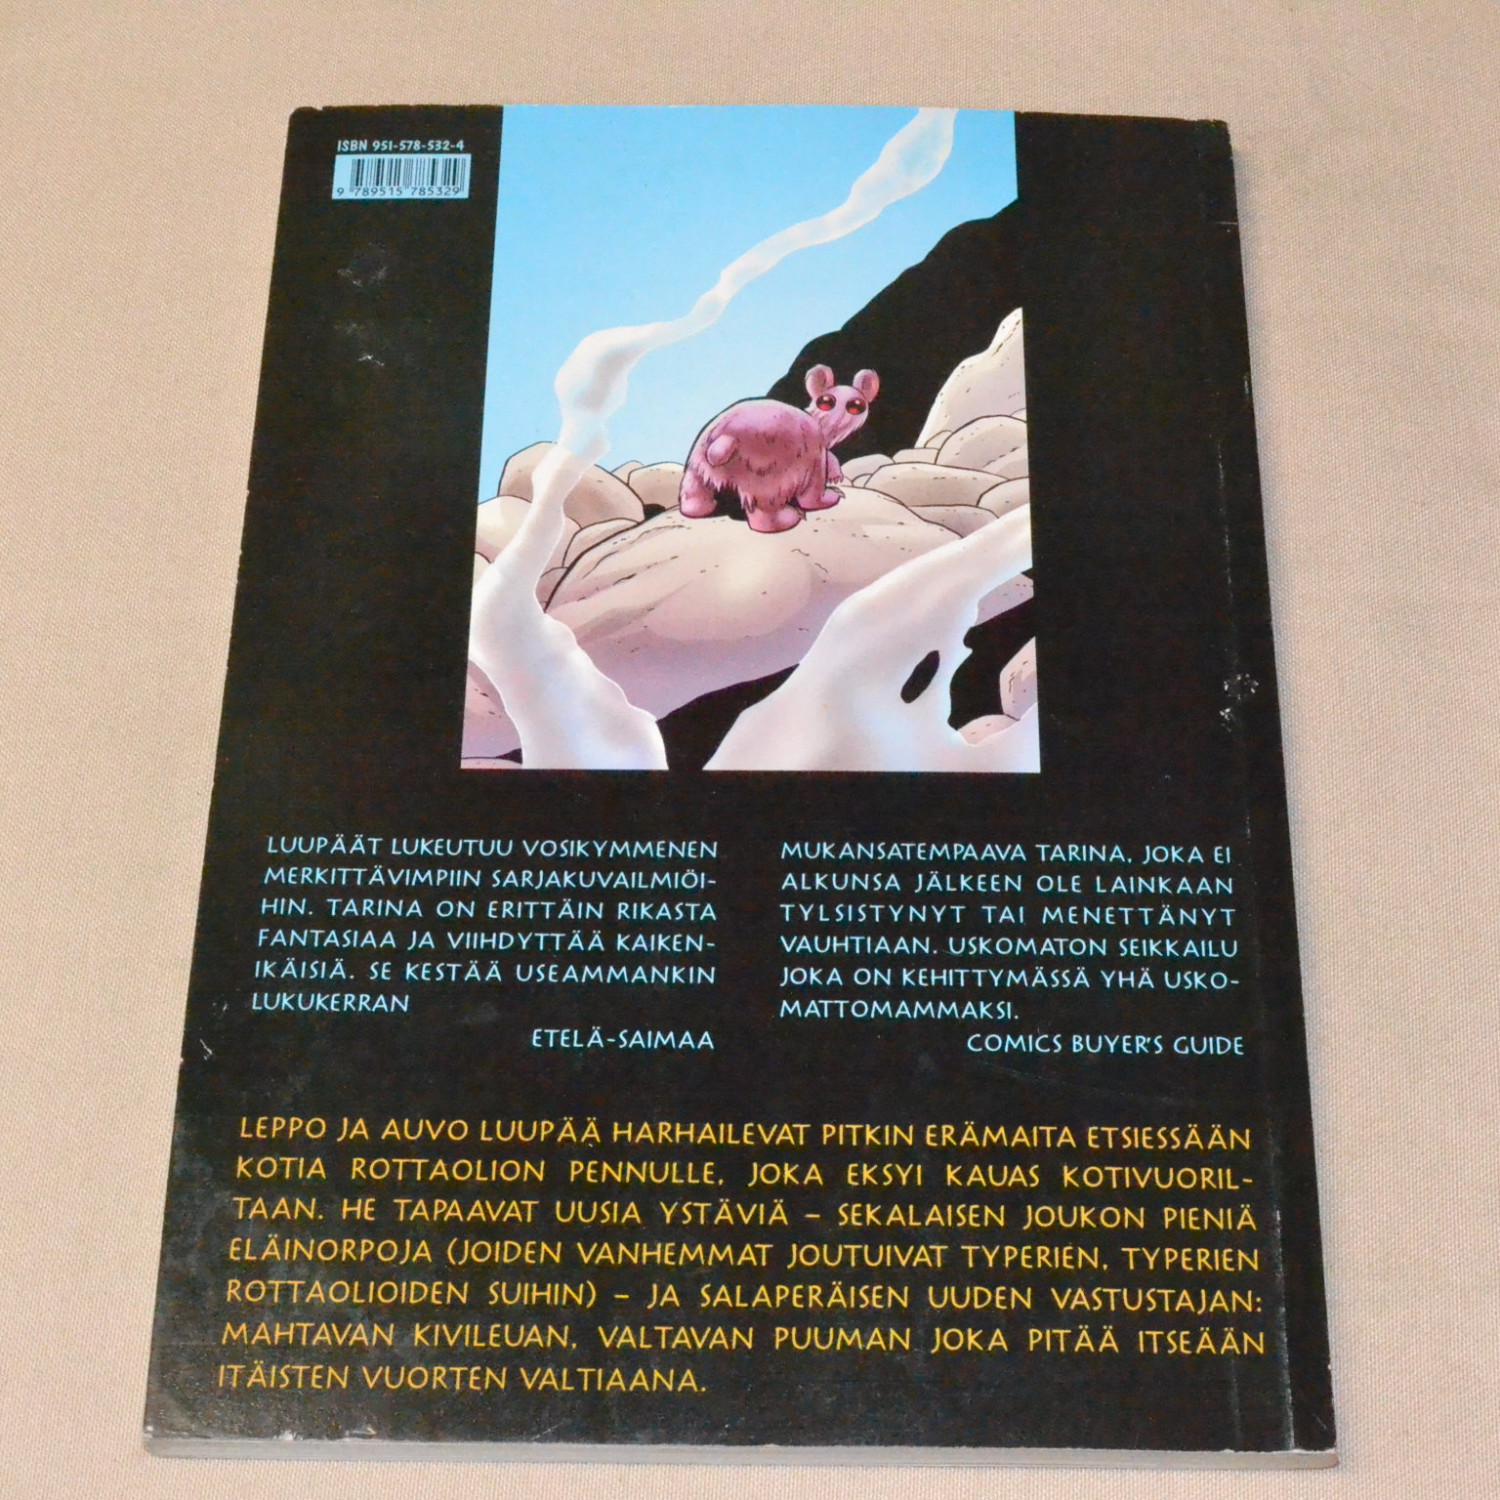 ISBN 951-578-532-4
9 789515 785329
LUUPÄÄT LUKEUTUU VOSIKYMMENEN
MERKITTÄVIMPIIN SARJAKUVAILMIÖI-
HIN. TARINA ON ERITTÄIN RIKASTA
FANTASIAA JA VIIHDYTTÄÄ KAIKEN-
IKÄISIÄ. SE KESTÄÄ USEAMMANKIN
LUKUKERRAN
ETELÄ-SAIMAA
MUKANSATEMPAAVA TARINA, JOKA EI
ALKUNSA JÄLKEEN OLE LAINKAAN
TYLSISTYNYT TAI MENETTÄNYT
VAUHTIAAN. USKOMATON SEIKKAILU
JOKA ON KEHITTYMÄSSÄ YHÄ USKO-
MATTOMAMMAKSI.
COMICS BUYER'S GUIDE
LEPPO JA AUVO LUUPÄÄ HARHAILEVAT PITKIN ERÄMAITA ETSIESSÄÄN
KOTIA ROTTAOLION PENNULLE, JOKA EKSYI KAUAS KOTIVUORIL-
TAAN. HE TAPAAVAT UUSIA YSTÄVIÄ – SEKALAISEN JOUKON PIENIÄ
ELÄINORPOJA (JOIDEN VANHEMMAT JOUTUIVAT TYPERIEN, TYPERIEN
ROTTAOLIOIDEN SUIHIN) – JA SALAPERÄISEN UUDEN VASTUSTAJAN:
MAHTAVAN KIVILEUAN, VALTAVAN PUUMAN JOKA PITÄÄ ITSEÄÄN
ITÄISTEN VUORTEN VALTIAANA.